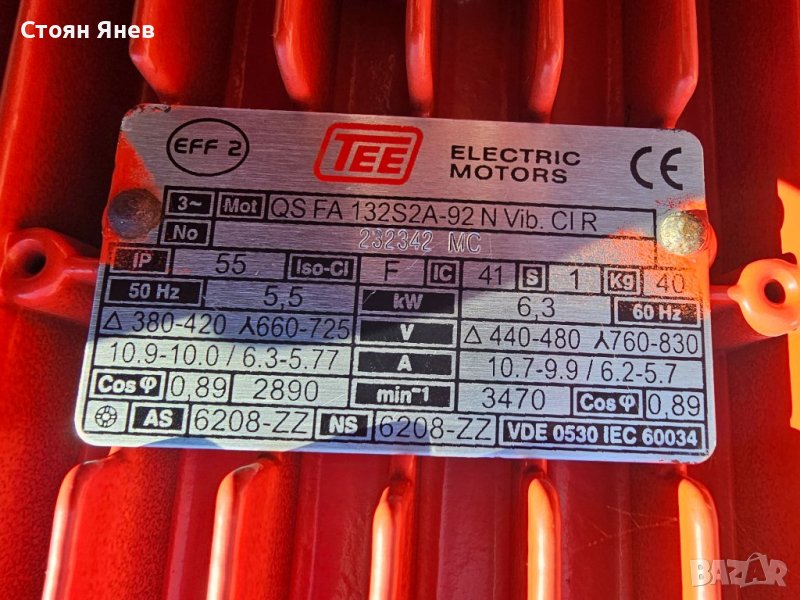 Стоян Янев
EFF 2 TEE ELECTRIC MOTORS CE
3~ Mot QS FA 132S2A-92 N Vib. Cl R
No 232342 MC
IP 55 Iso-Cl F IC 41 S 1 Kg 40
50 Hz 5,5 kW 6,3 60 Hz
△ 380-420 ⅄660-725 V △ 440-480 ⅄760-830
10.9-10.0 / 6.3-5.77 A 10.7-9.9 / 6.2-5.7
Cos φ 0,89 2890 min⁻¹ 3470 Cos φ 0,89
AS 6208-ZZ NS 6208-ZZ VDE 0530 IEC 60034
BAZAR